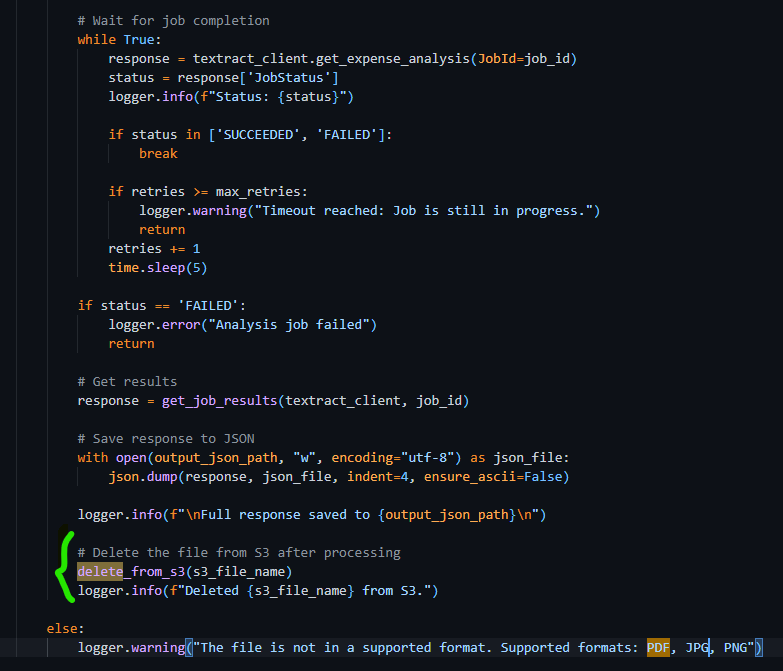 # Wait for job completion
while True:
response = textract_client.get_expense_analysis(JobId=job_id)
status = response['JobStatus']
logger.info(f"Status: {status}")
if status in ['SUCCEEDED', 'FAILED']:
break
if retries >= max_retries:
logger.warning("Timeout reached: Job is still in progress.")
return
retries += 1
time.sleep(5)
if status == 'FAILED':
logger.error("Analysis job failed")
return
# Get results
response = get_job_results(textract_client, job_id)
# Save response to JSON
with open(output_json_path, "w", encoding="utf-8") as json_file:
json.dump(response, json_file, indent=4, ensure_ascii=False)
logger.info(f"\nFull response saved to {output_json_path}\n")
# Delete the file from S3 after processing
delete_from_s3(s3_file_name)
logger.info(f"Deleted {s3_file_name} from S3.")
else:
logger.warning("The file is not in a supported format. Supported formats: PDF, JPG, PNG")